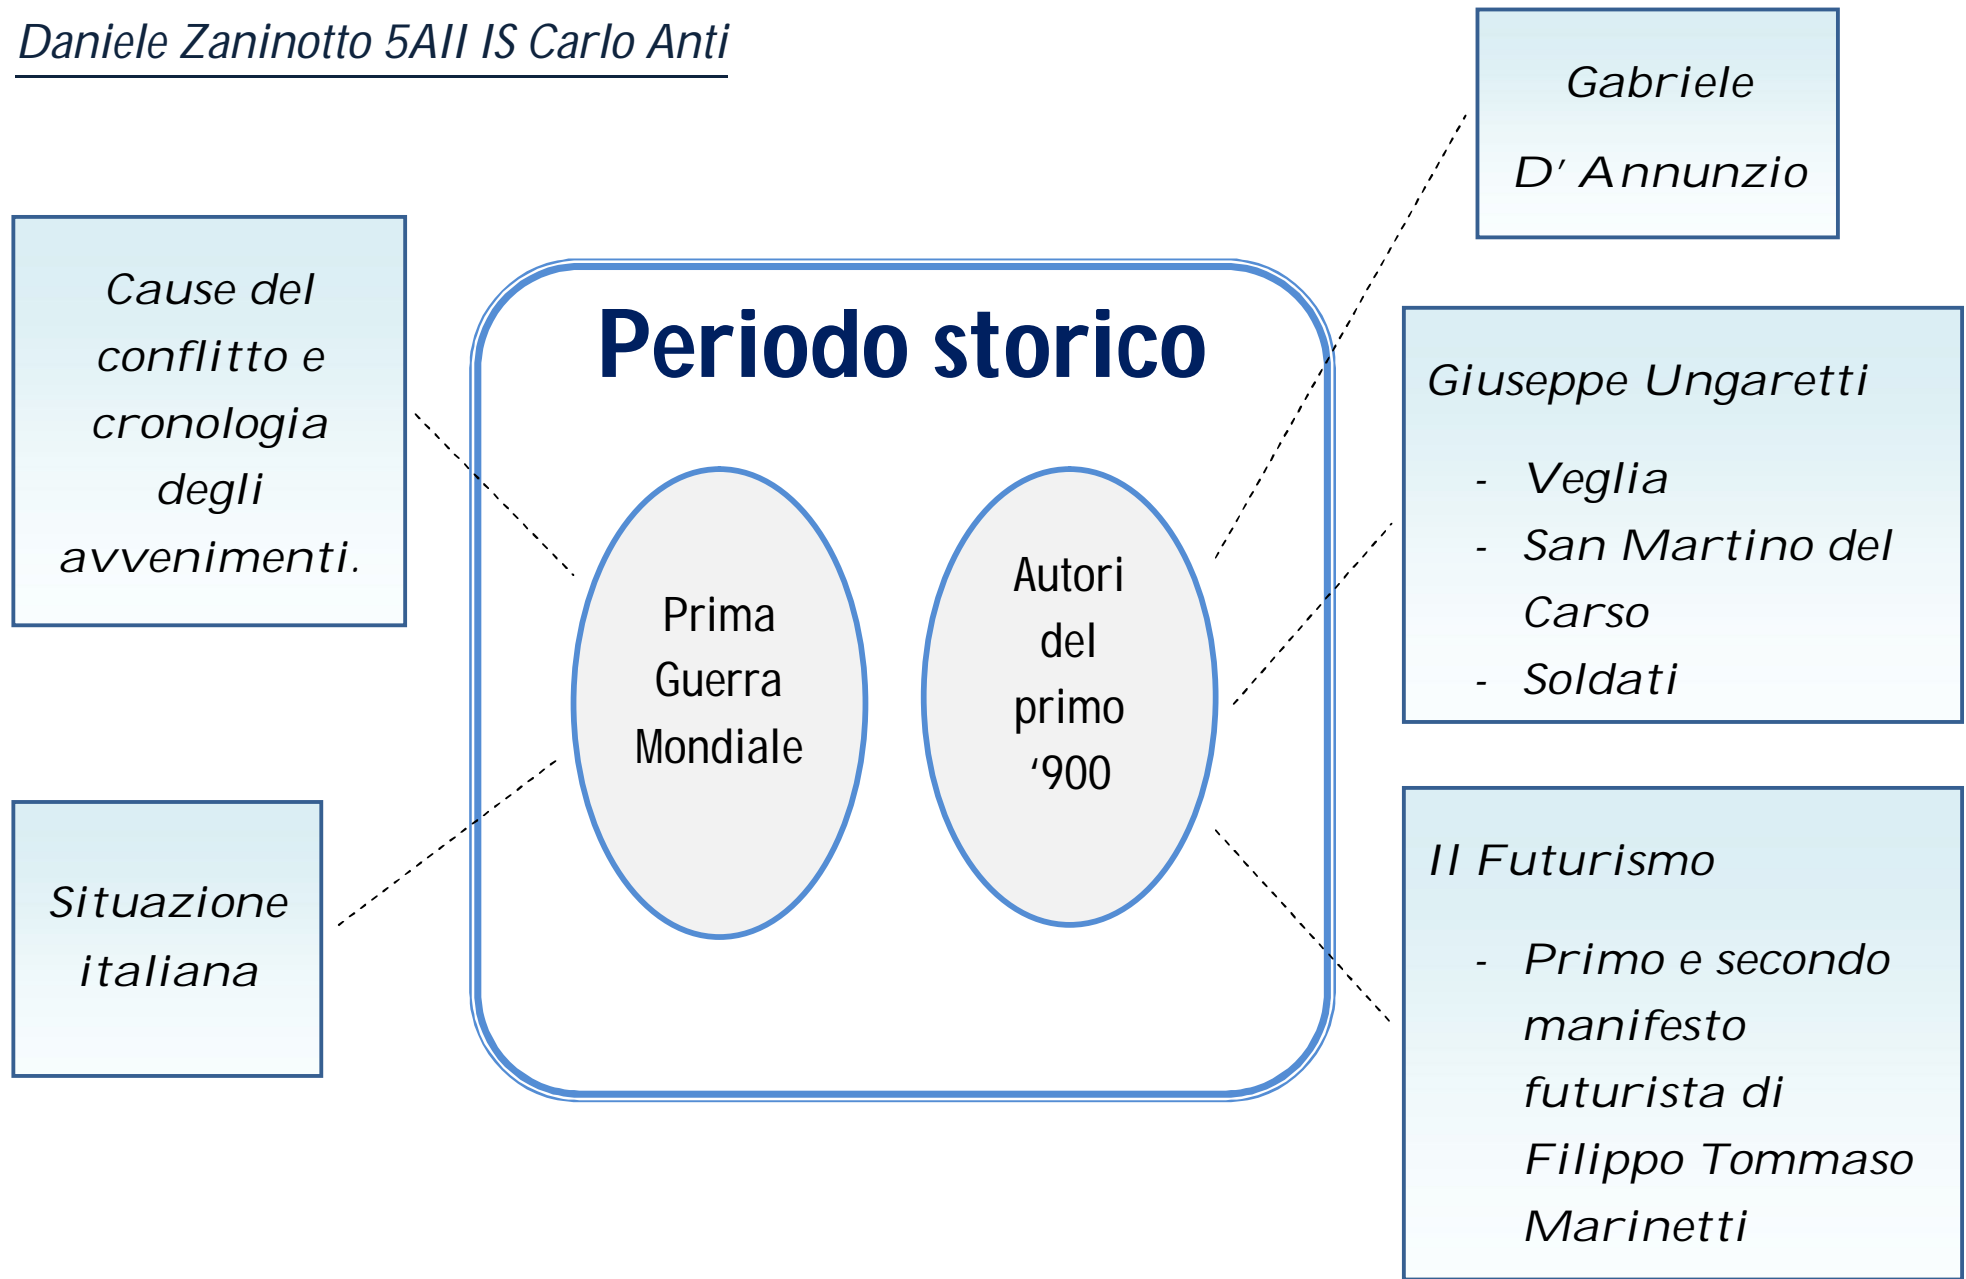 Daniele Zaninotto 5AII IS Carlo Anti
Gabriele
D' Annunzio
Cause del
conflitto e
cronologia
degli
avvenimenti.
Periodo storico
Giuseppe Ungaretti
- Veglia
- San Martino del
Carso
- Soldati
Prima
Guerra
Mondiale
Autori
del
primo
‘900
Situazione
italiana
Il Futurismo
- Primo e secondo
manifesto
futurista di
Filippo Tommaso
Marinetti